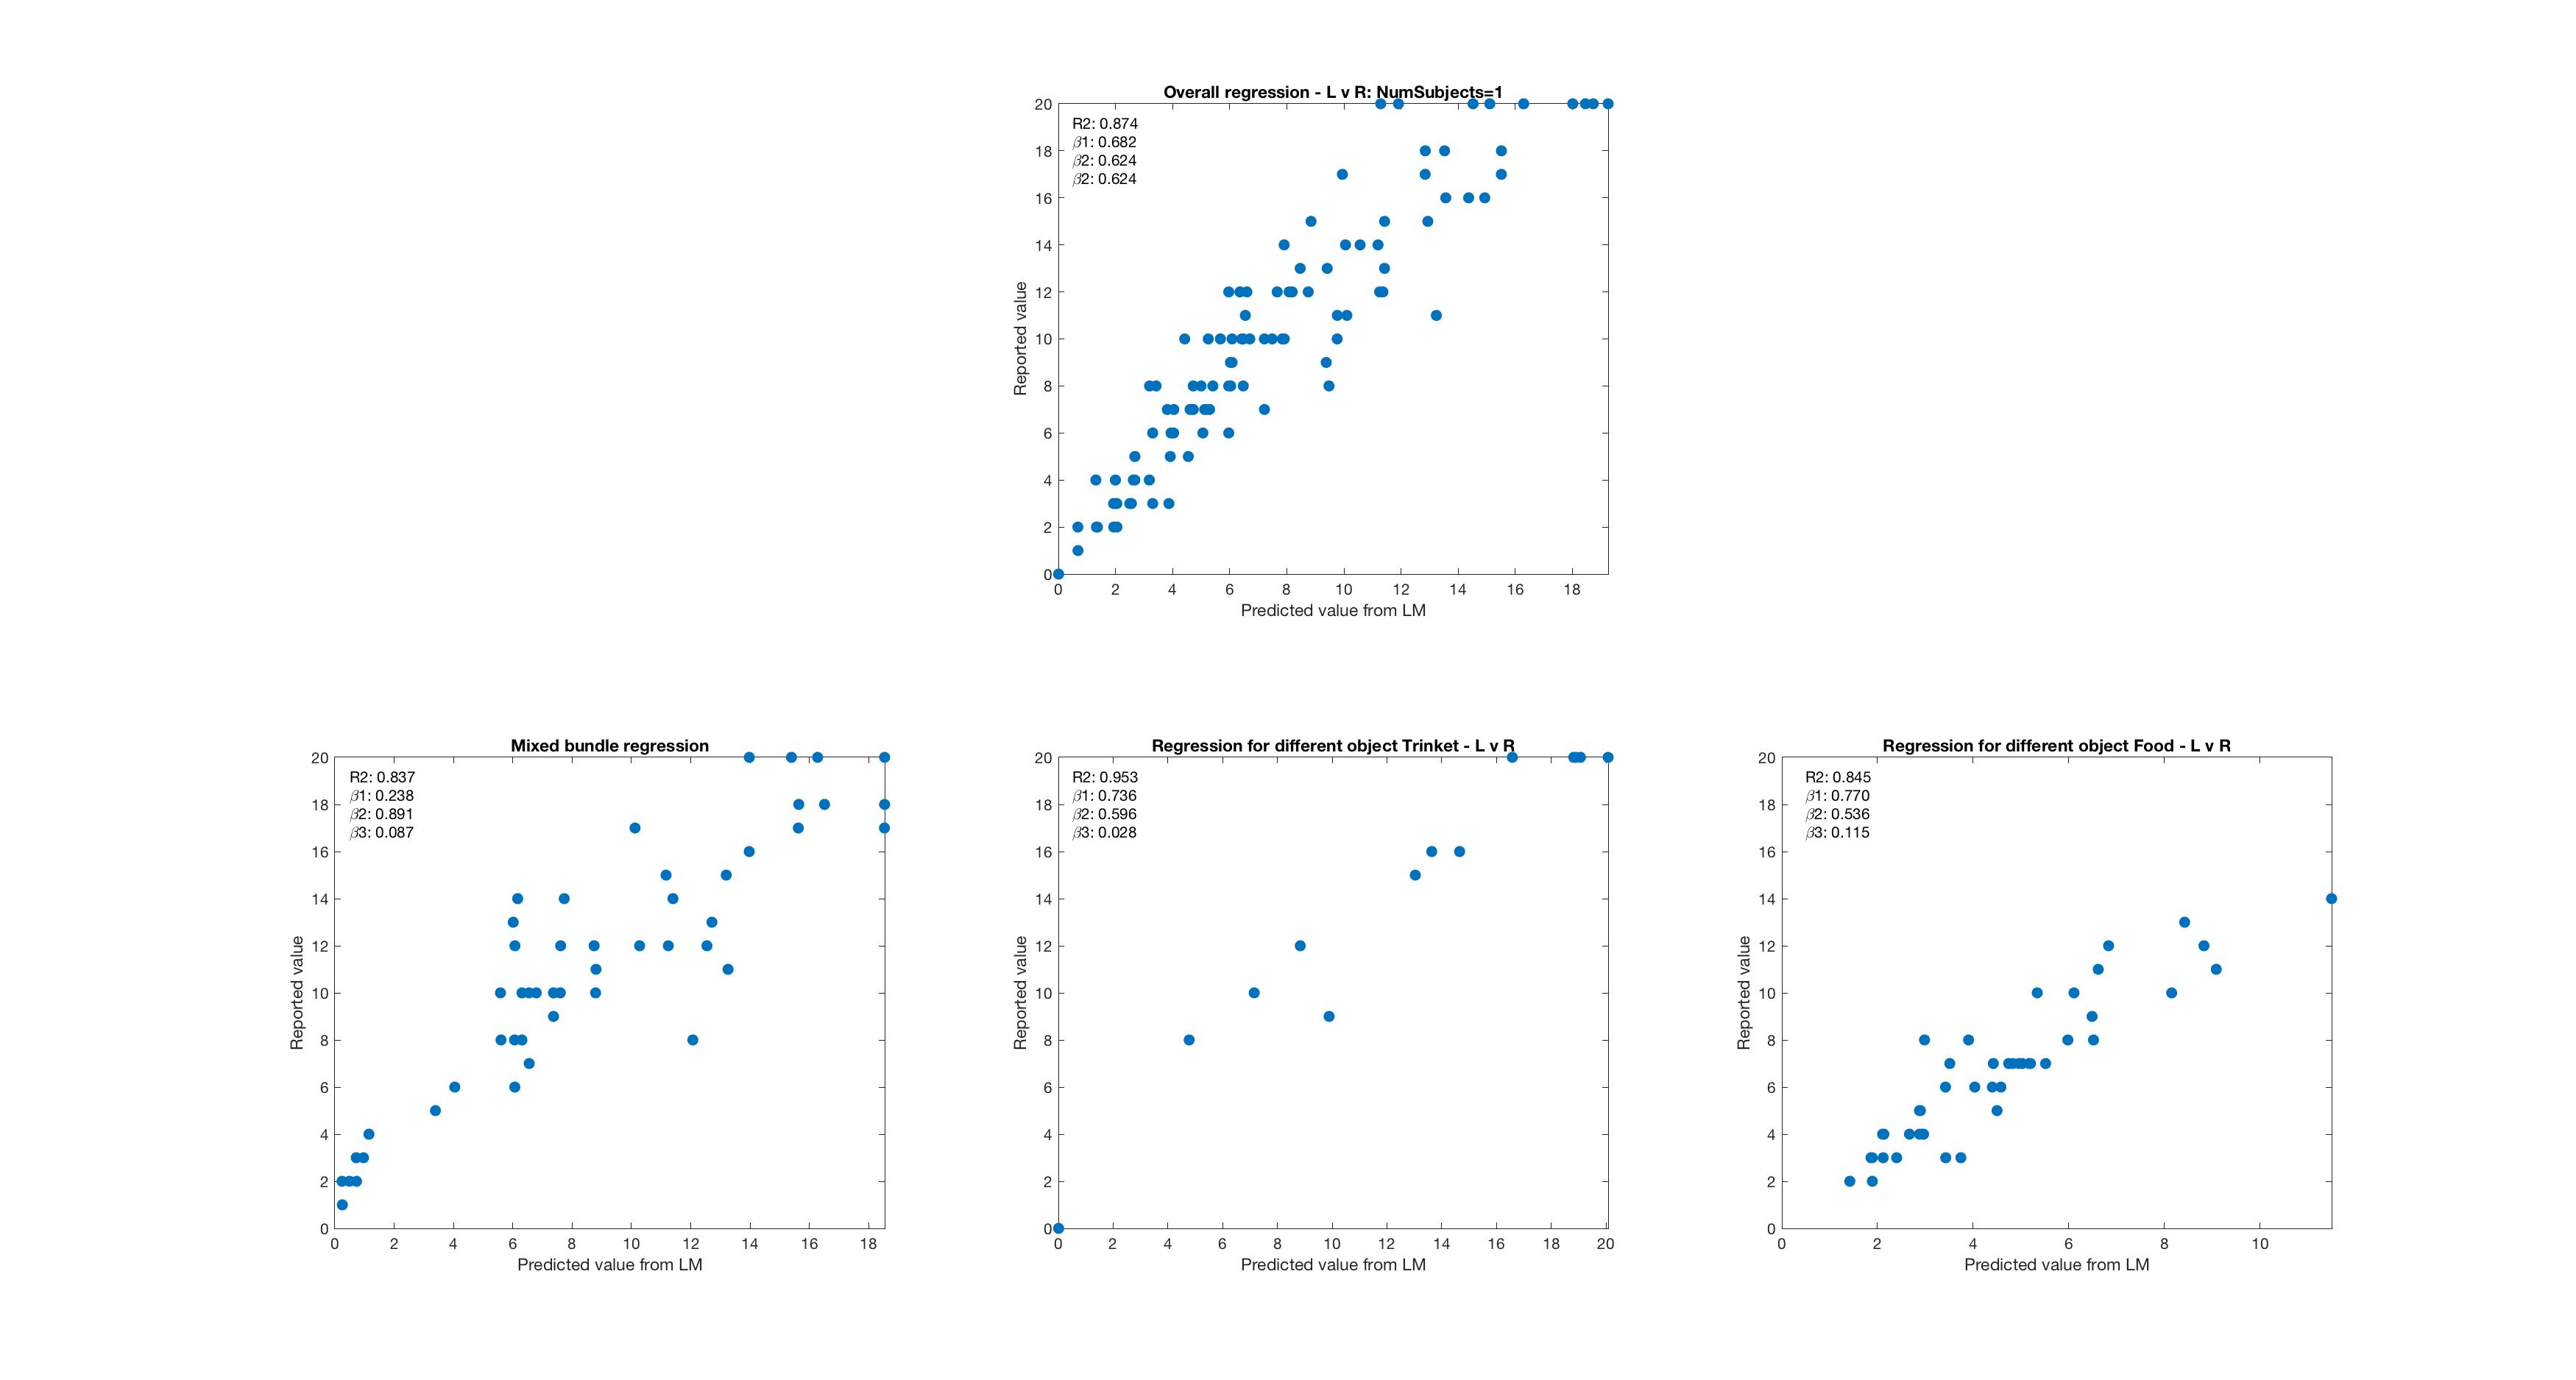 Overall regression - L v R: NumSubjects=1
R2: 0.874
β1: 0.682
β2: 0.624
β2: 0.624
20
18
16
14
12
10
8
6
4
2
0
Reported value
0 2 4 6 8 10 12 14 16 18
Predicted value from LM
Mixed bundle regression
R2: 0.837
β1: 0.238
β2: 0.891
β3: 0.087
20
18
16
14
12
10
8
6
4
2
0
Reported value
0 2 4 6 8 10 12 14 16 18
Predicted value from LM
Regression for different object Trinket - L v R
R2: 0.953
β1: 0.736
β2: 0.596
β3: 0.028
20
18
16
14
12
10
8
6
4
2
0
Reported value
0 2 4 6 8 10 12 14 16 18 20
Predicted value from LM
Regression for different object Food - L v R
R2: 0.845
β1: 0.770
β2: 0.536
β3: 0.115
20
18
16
14
12
10
8
6
4
2
0
Reported value
0 2 4 6 8 10
Predicted value from LM